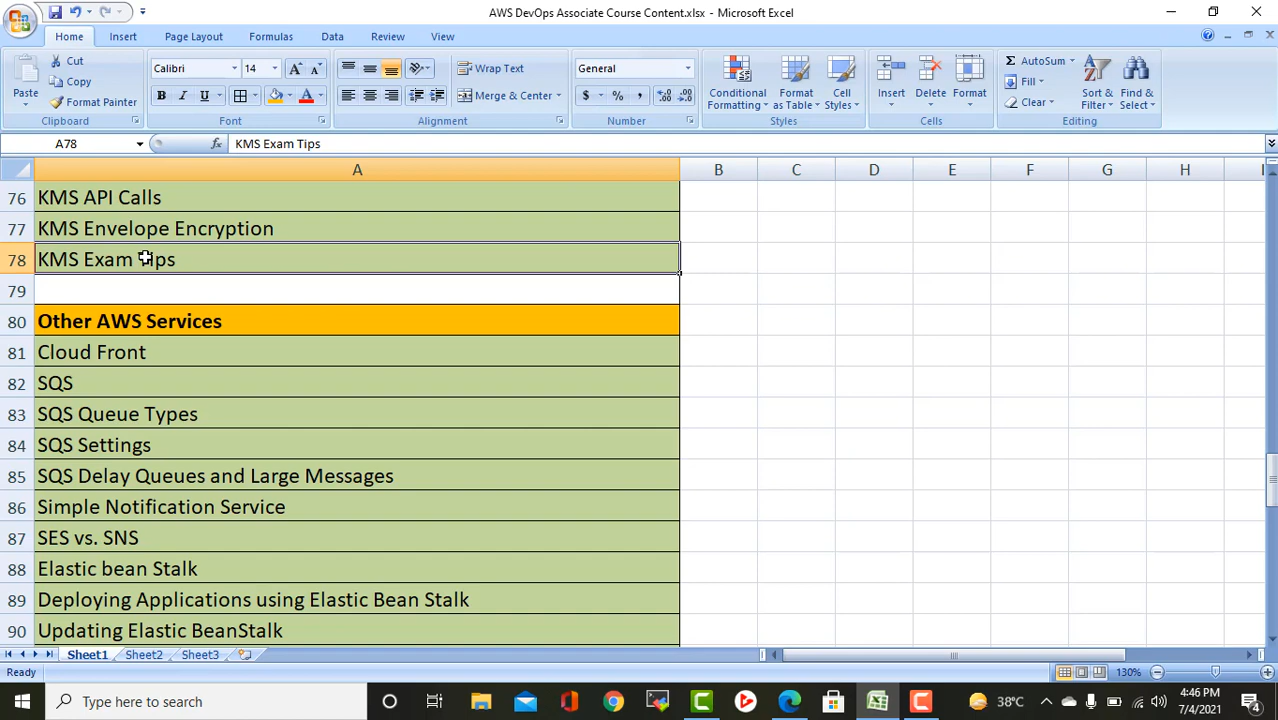 AWS DevOps Associate Course Content.xlsx - Microsoft Excel
Home Insert Page Layout Formulas Data Review View
Paste Cut Copy Format Painter Clipboard
Calibri 14 A A B I U A Font
Wrap Text Merge & Center Alignment
General $ % , .0 .00 .00 .0 Number
Conditional Formatting Format as Table Cell Styles Styles
Insert Delete Format Cells
Σ AutoSum Fill Clear Sort & Filter Find & Select Editing
A78 fx KMS Exam Tips
A B C D E F G H I
76 KMS API Calls
77 KMS Envelope Encryption
78 KMS Exam Tips
79
80 Other AWS Services
81 Cloud Front
82 SQS
83 SQS Queue Types
84 SQS Settings
85 SQS Delay Queues and Large Messages
86 Simple Notification Service
87 SES vs. SNS
88 Elastic bean Stalk
89 Deploying Applications using Elastic Bean Stalk
90 Updating Elastic BeanStalk
Sheet1 Sheet2 Sheet3
Ready 130%
Type here to search 38°C 4:46 PM
7/4/2021 4